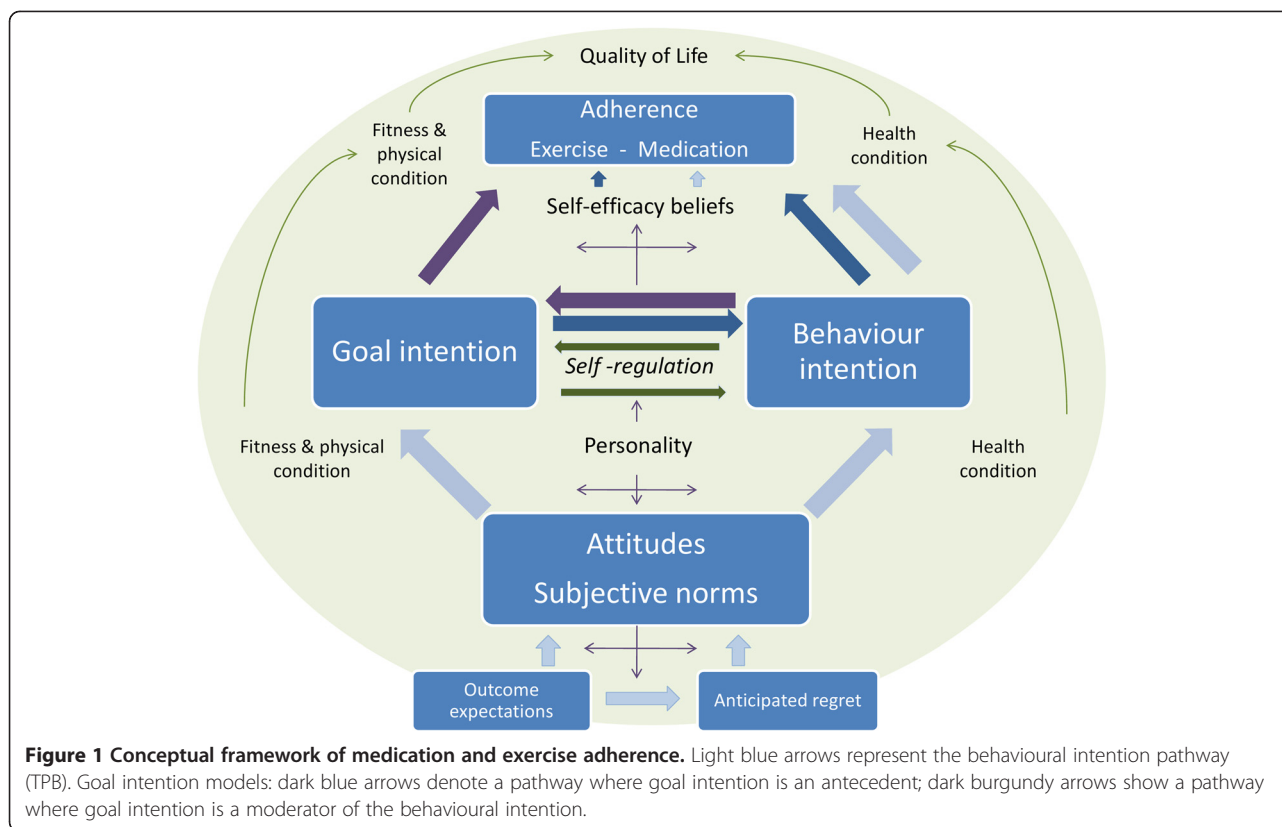 Quality of Life
Adherence
Exercise - Medication
Fitness &
physical
condition
Health
condition
Self-efficacy beliefs
Goal intention
Behaviour
intention
Self -regulation
Fitness & physical
condition
Personality
Health
condition
Attitudes
Subjective norms
Outcome
expectations
Anticipated regret
Figure 1 Conceptual framework of medication and exercise adherence. Light blue arrows represent the behavioural intention pathway
(TPB). Goal intention models: dark blue arrows denote a pathway where goal intention is an antecedent; dark burgundy arrows show a pathway
where goal intention is a moderator of the behavioural intention.